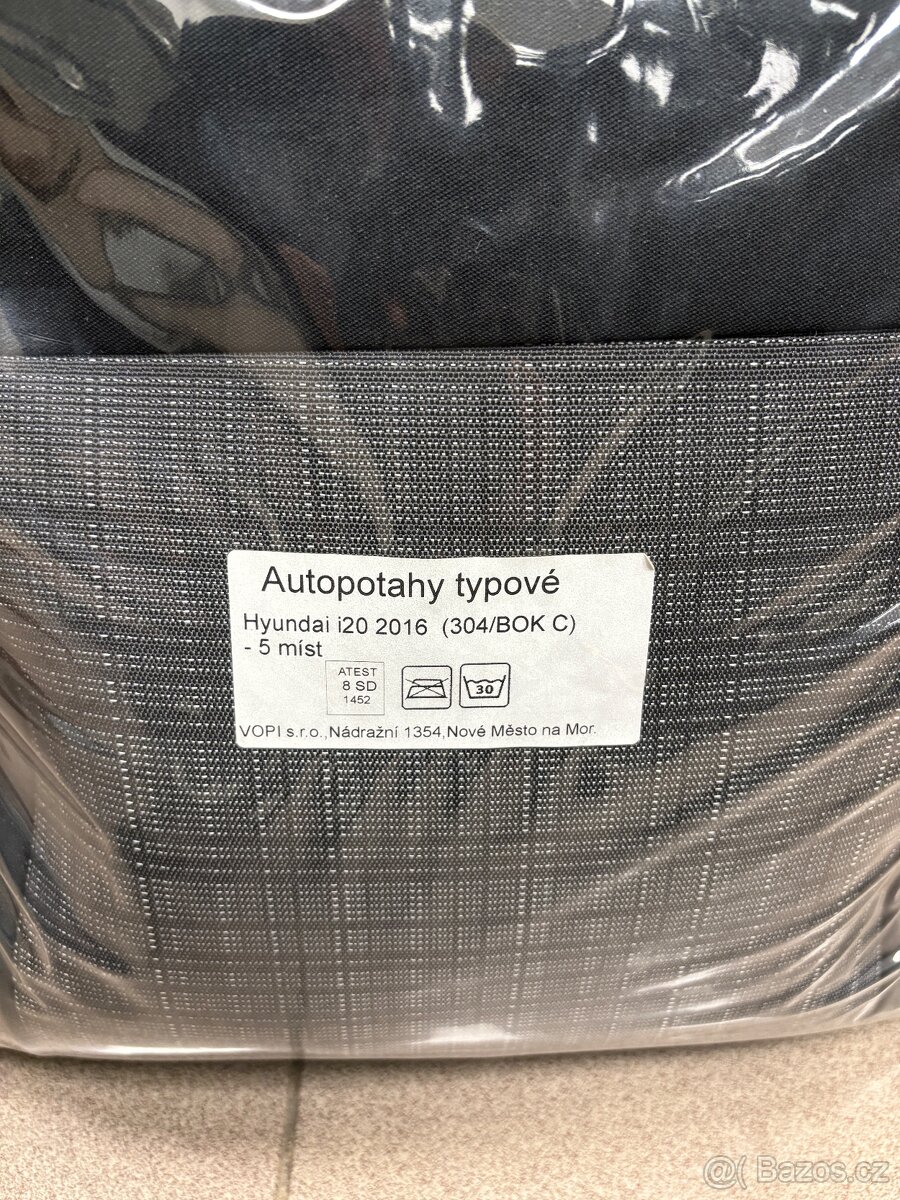 Autopotahy typové
Hyundai i20 2016 (304/BOK C)
- 5 míst
ATEST
8 SD
1452
30
VOPI s.r.o.,Nádražní 1354,Nové Město na Mor.
@( Bazos.cz